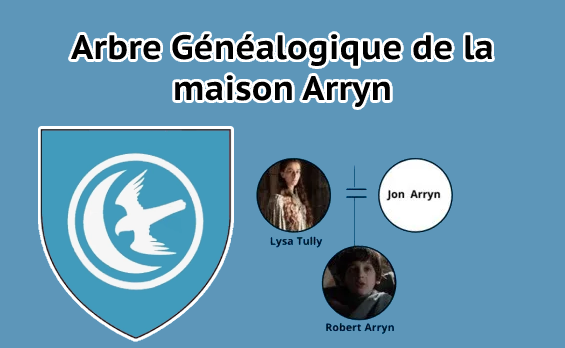 Arbre Généalogique de la
maison Arryn
Jon Arryn
Lysa Tully
Robert Arryn